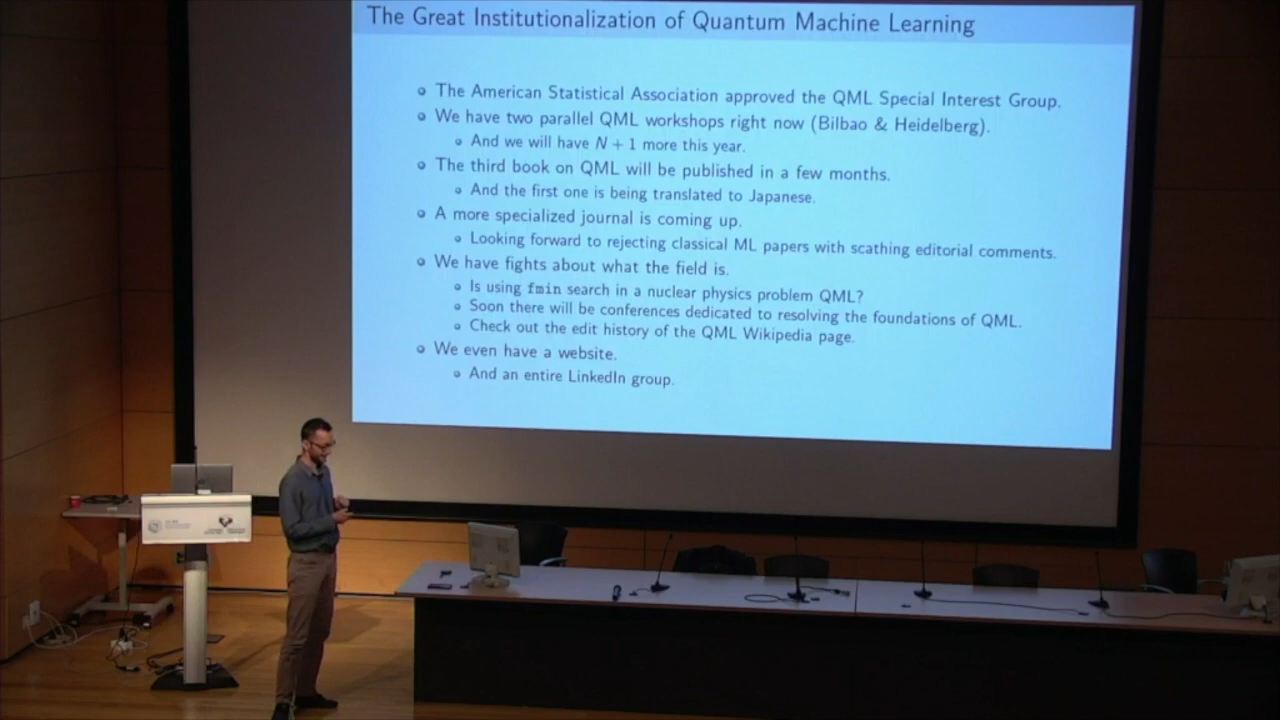 The Great Institutionalization of Quantum Machine Learning
The American Statistical Association approved the QML Special Interest Group.
We have two parallel QML workshops right now (Bilbao & Heidelberg).
And we will have N + 1 more this year.
The third book on QML will be published in a few months.
And the first one is being translated to Japanese.
A more specialized journal is coming up.
Looking forward to rejecting classical ML papers with scathing editorial comments.
We have fights about what the field is.
Is using fmin search in a nuclear physics problem QML?
Soon there will be conferences dedicated to resolving the foundations of QML.
Check out the edit history of the QML Wikipedia page.
We even have a website.
And an entire LinkedIn group.